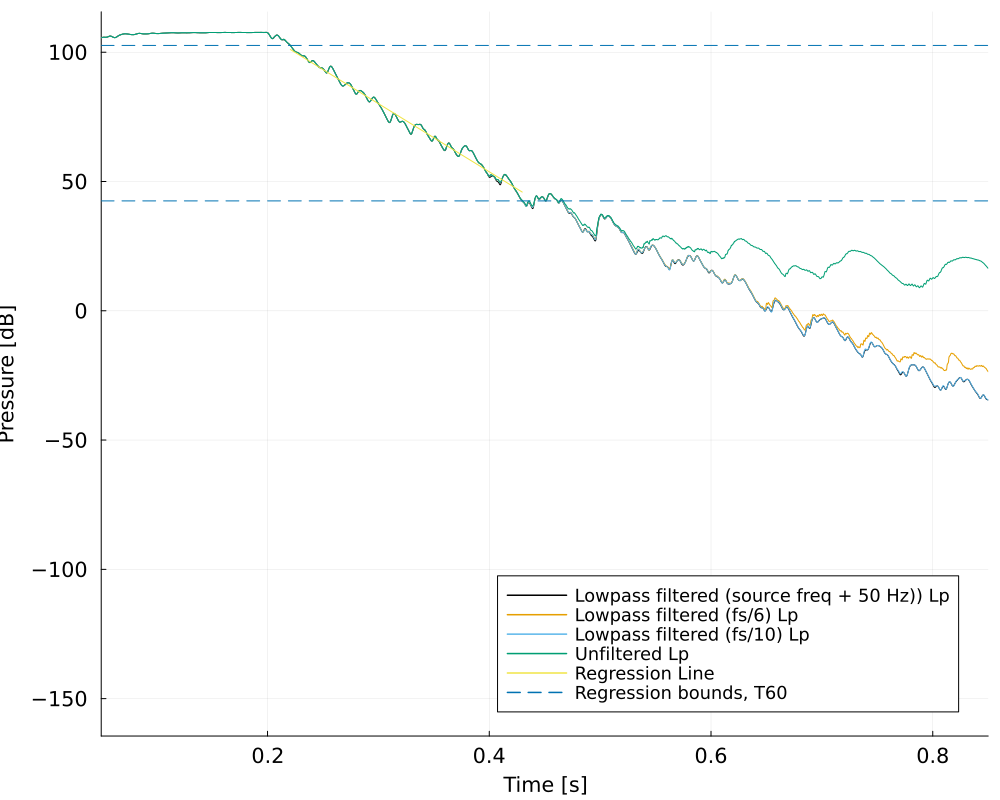 100
50
0
−50
−100
−150
Pressure [dB]
0.2
0.4
0.6
0.8
Time [s]
Lowpass filtered (source freq + 50 Hz)) Lp
Lowpass filtered (fs/6) Lp
Lowpass filtered (fs/10) Lp
Unfiltered Lp
Regression Line
Regression bounds, T60